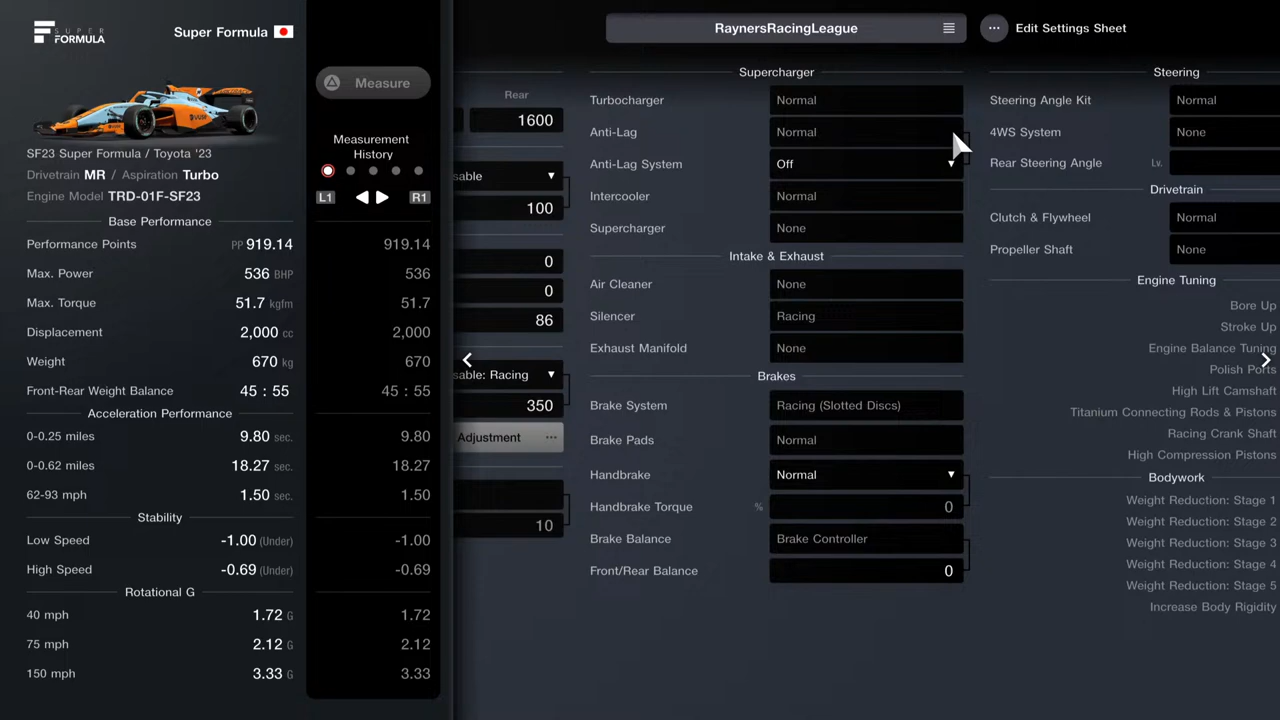 SUPER FORMULA
Super Formula
SF23 Super Formula / Toyota '23
Drivetrain MR / Aspiration Turbo
Engine Model TRD-01F-SF23
Base Performance
Performance Points PP 919.14
Max. Power 536 BHP
Max. Torque 51.7 kgfm
Displacement 2,000 cc
Weight 670 kg
Front-Rear Weight Balance 45 : 55
Acceleration Performance
0-0.25 miles 9.80 sec.
0-0.62 miles 18.27 sec.
62-93 mph 1.50 sec.
Stability
Low Speed -1.00 (Under)
High Speed -0.69 (Under)
Rotational G
40 mph 1.72 G
75 mph 2.12 G
150 mph 3.33 G
Measure
Measurement
History
L1 R1
919.14
536
51.7
2,000
670
45 : 55
9.80
18.27
1.50
-1.00
-0.69
1.72
2.12
3.33
RaynersRacingLeague
Edit Settings Sheet
Rear
1600
sable
100
0
0
86
sable: Racing
350
Adjustment
10
Supercharger
Turbocharger Normal
Anti-Lag Normal
Anti-Lag System Off
Intercooler Normal
Supercharger None
Intake & Exhaust
Air Cleaner None
Silencer Racing
Exhaust Manifold None
Brakes
Brake System Racing (Slotted Discs)
Brake Pads Normal
Handbrake Normal
Handbrake Torque % 0
Brake Balance Brake Controller
Front/Rear Balance 0
Steering
Steering Angle Kit Normal
4WS System None
Rear Steering Angle Lv.
Drivetrain
Clutch & Flywheel Normal
Propeller Shaft None
Engine Tuning
Bore Up
Stroke Up
Engine Balance Tuning
Polish Ports
High Lift Camshaft
Titanium Connecting Rods & Pistons
Racing Crank Shaft
High Compression Pistons
Bodywork
Weight Reduction: Stage 1
Weight Reduction: Stage 2
Weight Reduction: Stage 3
Weight Reduction: Stage 4
Weight Reduction: Stage 5
Increase Body Rigidity